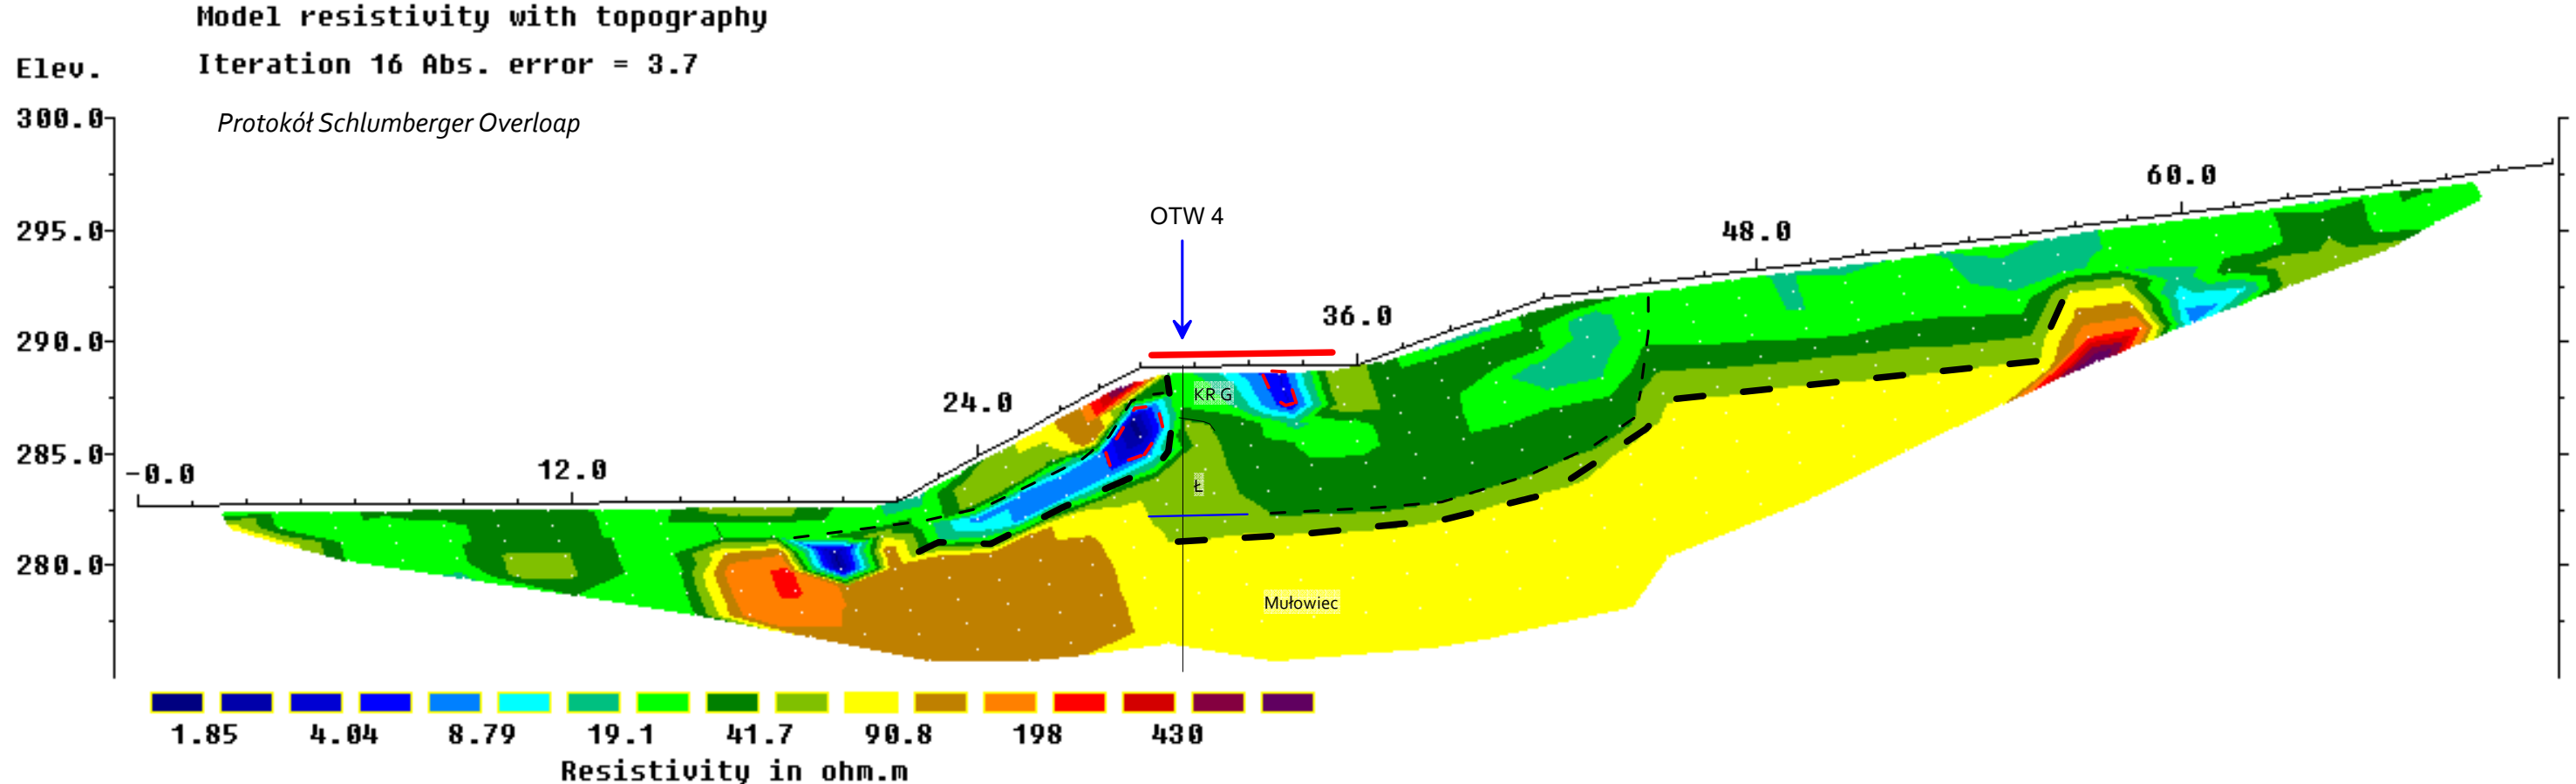 Model resistivity with topography
Elev.
Iteration 16 Abs. error = 3.7
300.0
Protokół Schlumberger Overloap
60.0
OTW 4
295.0
48.0
290.0
36.0
24.0
KR G
285.0
-0.0
12.0
Ł
280.0
Mułowiec
1.85 4.04 8.79 19.1 41.7 90.8 198 430
Resistivity in ohm.m